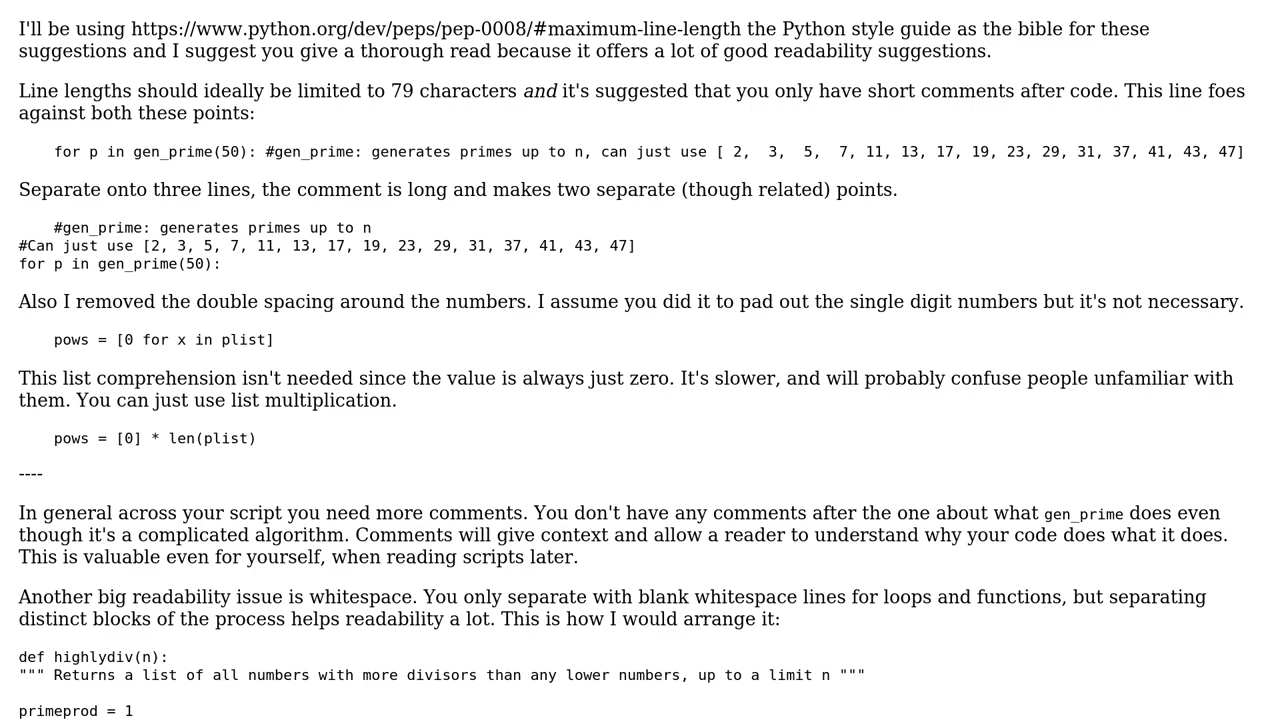 I'll be using https://www.python.org/dev/peps/pep-0008/#maximum-line-length the Python style guide as the bible for these
suggestions and I suggest you give a thorough read because it offers a lot of good readability suggestions.
Line lengths should ideally be limited to 79 characters and it's suggested that you only have short comments after code. This line foes
against both these points:
for p in gen_prime(50): #gen_prime: generates primes up to n, can just use [ 2,  3,  5,  7, 11, 13, 17, 19, 23, 29, 31, 37, 41, 43, 47]
Separate onto three lines, the comment is long and makes two separate (though related) points.
#gen_prime: generates primes up to n
#Can just use [2, 3, 5, 7, 11, 13, 17, 19, 23, 29, 31, 37, 41, 43, 47]
for p in gen_prime(50):
Also I removed the double spacing around the numbers. I assume you did it to pad out the single digit numbers but it's not necessary.
pows = [0 for x in plist]
This list comprehension isn't needed since the value is always just zero. It's slower, and will probably confuse people unfamiliar with
them. You can just use list multiplication.
pows = [0] * len(plist)
----
In general across your script you need more comments. You don't have any comments after the one about what gen_prime does even
though it's a complicated algorithm. Comments will give context and allow a reader to understand why your code does what it does.
This is valuable even for yourself, when reading scripts later.
Another big readability issue is whitespace. You only separate with blank whitespace lines for loops and functions, but separating
distinct blocks of the process helps readability a lot. This is how I would arrange it:
def highlydiv(n):
""" Returns a list of all numbers with more divisors than any lower numbers, up to a limit n """
primeprod = 1